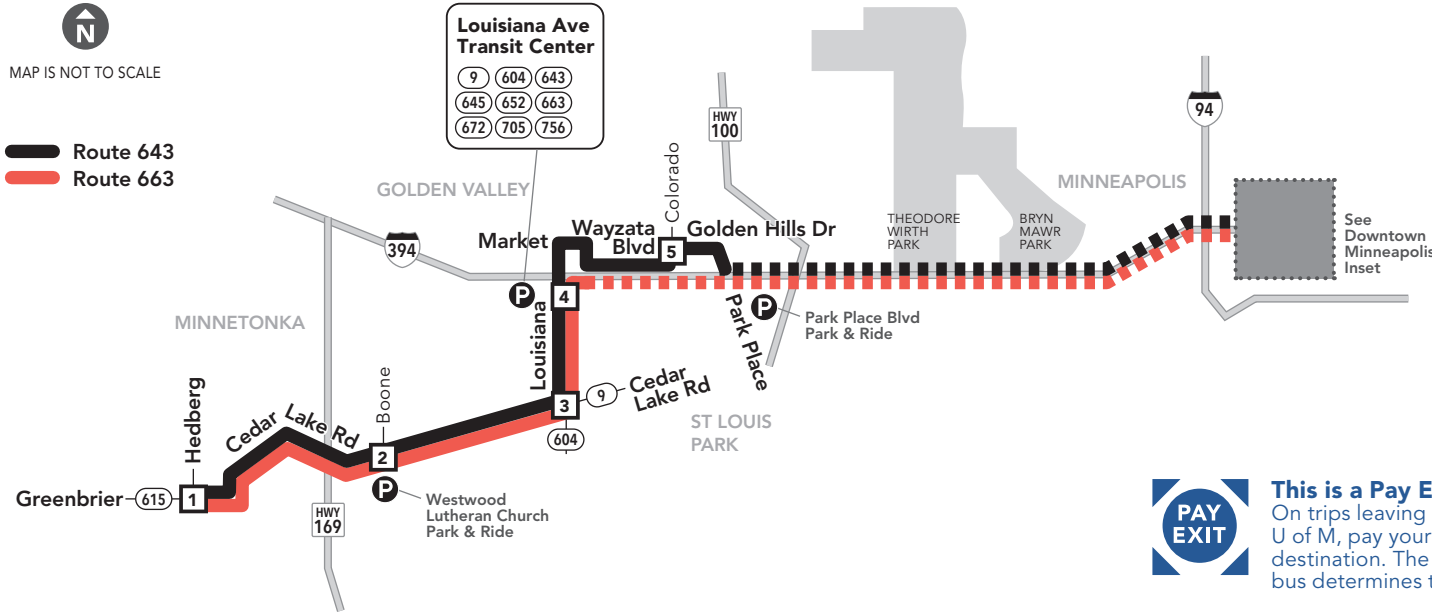 N
MAP IS NOT TO SCALE
Route 643
Route 663
Louisiana Ave
Transit Center
9 604 643
645 652 663
672 705 756
HWY
100
94
GOLDEN VALLEY
MINNEAPOLIS
394
Market
Wayzata
Blvd
Colorado
5
Golden Hills Dr
THEODORE
WIRTH
PARK
BRYN
MAWR
PARK
See
Downtown
Minneapolis
Inset
P
4
Louisiana
Park Place
P
Park Place Blvd
Park & Ride
MINNETONKA
Hedberg
Cedar Lake Rd
Boone
3
9
Cedar
Lake Rd
604
ST LOUIS
PARK
2
P
Westwood
Lutheran Church
Park & Ride
Greenbrier
615
1
HWY
169
PAY
EXIT
This is a Pay E
On trips leaving
U of M, pay your
destination. The
bus determines t